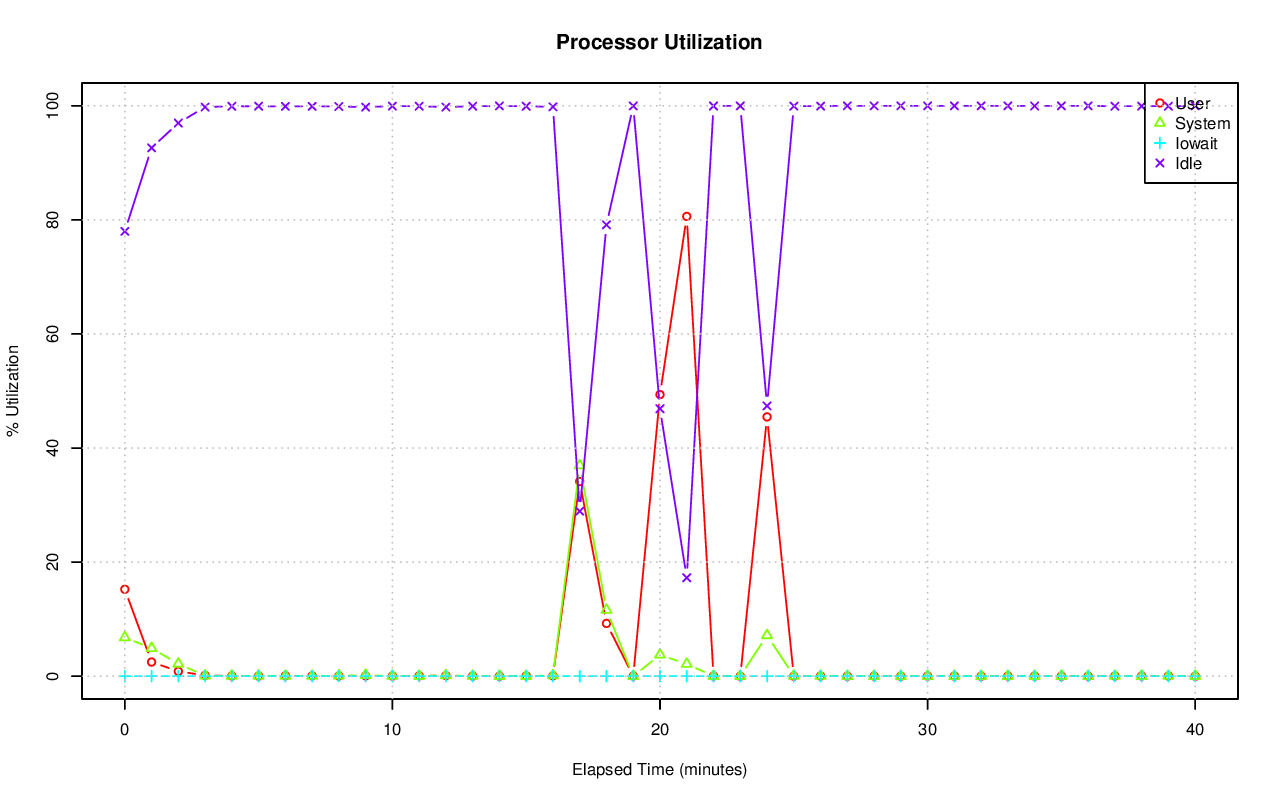 Processor Utilization
% Utilization
100
80
60
40
20
0
User
System
Iowait
Idle
0 10 20 30 40
Elapsed Time (minutes)